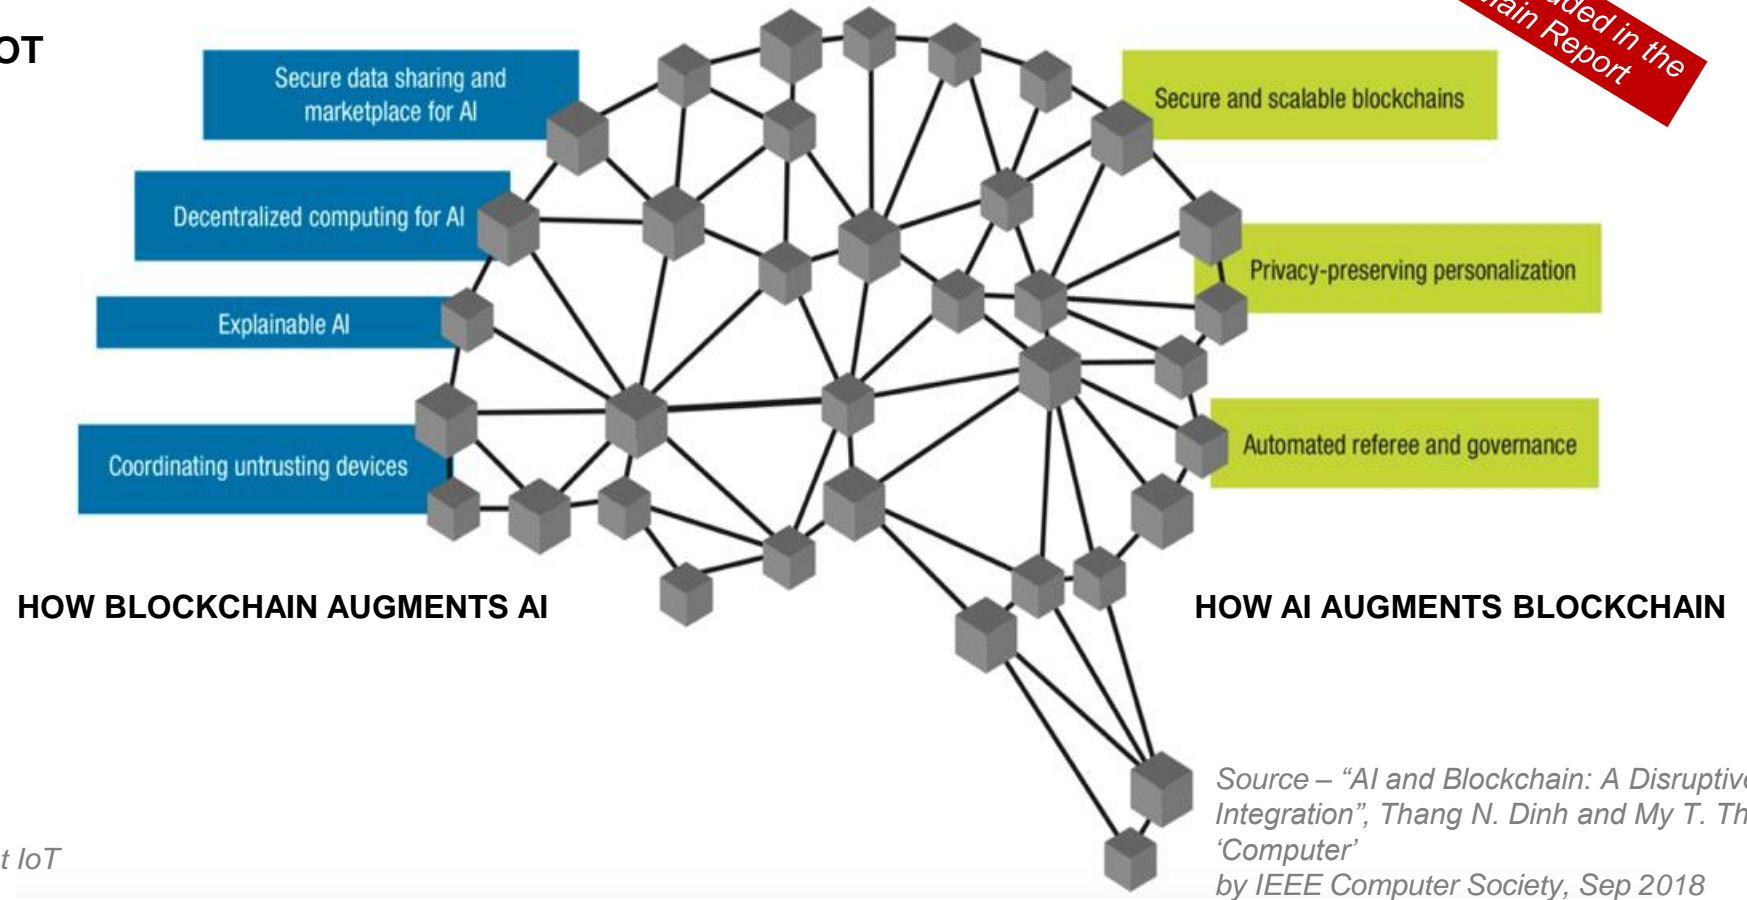 OT
Secure data sharing and
marketplace for AI
Decentralized computing for AI
Explainable AI
Coordinating untrusting devices
HOW BLOCKCHAIN AUGMENTS AI
in the
Report
Secure and scalable blockchains
Privacy-preserving personalization
Automated referee and governance
HOW AI AUGMENTS BLOCKCHAIN
Source – “AI and Blockchain: A Disruptive
Integration”, Thang N. Dinh and My T. Th
‘Computer’
by IEEE Computer Society, Sep 2018
t IoT